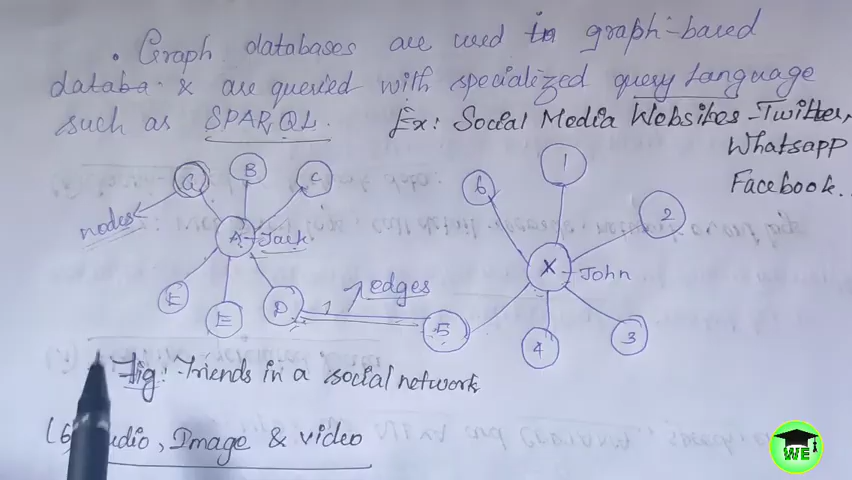 . Graph databases are used in graph-based
databa. & are queried with specialized query Language
such as SPARQL.
Ex: Social Media Websites - Twitter,
Whatsapp
Facebook.
G B C
nodes
A - Jack
E E D
edges
6 1 2
X - John
5 4 3
Fig: Friends in a social network
(6) Audio, Image & video
WE